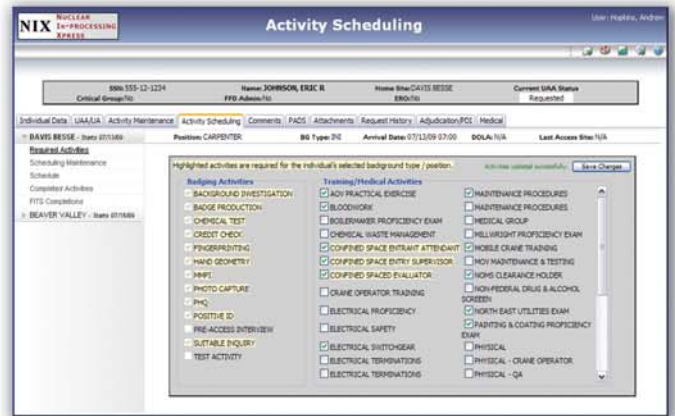 NIX NUCLEAR IN-PROCESSING XPRESS
Activity Scheduling
User: Hopkins, Andrew
SSN: 555-12-1234 Name: JOHNSON, ERIC R Home Site: DAVIS BESSE Current UAA Status
Critical Group: No FFD Admin: No ERO: No Requested
Individual Data UAA/UA Activity Maintenance Activity Scheduling Comments PADS Attachments Request History Adjudication/PDI Medical
DAVIS BESSE - Starts 07/13/09 Position: CARPENTER BG Type: INI Arrival Date: 07/13/09 07:00 DOLA: N/A Last Access Site: N/A
Required Activities
Scheduling Maintenance
Schedule
Completed Activities
FITS Completions
BEAVER VALLEY
Highlighted activities are required for the individual's selected background type / position. Activities updated successfully. Save Changes
Badging Activities
BACKGROUND INVESTIGATION
BADGE PRODUCTION
CHEMICAL TEST
CREDIT CHECK
FINGERPRINTING
HAND GEOMETRY
MMPI
PHOTO CAPTURE
PHQ
POSITIVE ID
PRE-ACCESS INTERVIEW
SUITABLE INQUIRY
TEST ACTIVITY
Training/Medical Activities
AOV PRACTICAL EXERCISE
BLOODWORK
BOILERMAKER PROFICIENCY EXAM
CHEMICAL WASTE MANAGEMENT
CONFINED SPACE ENTRANT ATTENDANT
CONFINED SPACE ENTRY SUPERVISOR
CONFINED SPACED EVALUATOR
CRANE OPERATOR TRAINING
ELECTRICAL PROFICIENCY
ELECTRICAL SAFETY
ELECTRICAL SWITCHGEAR
ELECTRICAL TERMINATIONS
ELECTRICAL TERMINATIONS
MAINTENANCE PROCEDURES
MAINTENANCE PROCEDURES
MEDICAL GROUP
MILLWRIGHT PROFICIENCY EXAM
MOBILE CRANE TRAINING
MOV MAINTENANCE & TESTING
NOMS CLEARANCE HOLDER
NON-FEDERAL DRUG & ALCOHOL
SCREEEN
NORTH EAST UTILITIES EXAM
PAINTING & COATING PROFICIENCY
EXAM
PHYSICAL
PHYSICAL - CRANE OPERATOR
PHYSICAL - QA